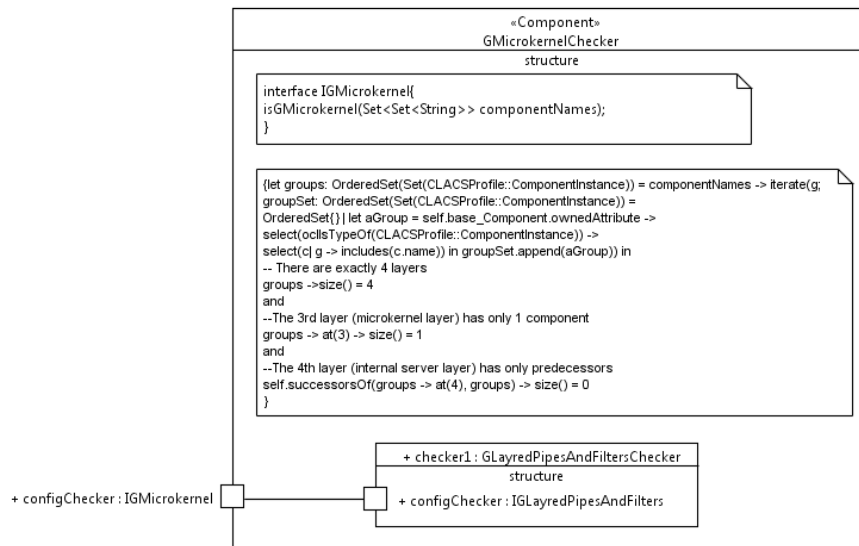 «Component»
GMicrokernelChecker
structure
interface IGMicrokernel{
isGMicrokernel(Set<Set<String>> componentNames);
}
{let groups: OrderedSet(Set(CLACSProfile::ComponentInstance)) = componentNames -> iterate(g;
groupSet: OrderedSet(Set(CLACSProfile::ComponentInstance)) =
OrderedSet{} | let aGroup = self.base_Component.ownedAttribute ->
select(oclIsTypeOf(CLACSProfile::ComponentInstance)) ->
select(c| g -> includes(c.name)) in groupSet.append(aGroup)) in
-- There are exactly 4 layers
groups ->size() = 4
and
--The 3rd layer (microkernel layer) has only 1 component
groups -> at(3) -> size() = 1
and
--The 4th layer (internal server layer) has only predecessors
self.successorsOf(groups -> at(4), groups) -> size() = 0
}
+ checker1 : GLayredPipesAndFiltersChecker
structure
+ configChecker : IGMicrokernel
+ configChecker : IGLayredPipesAndFilters